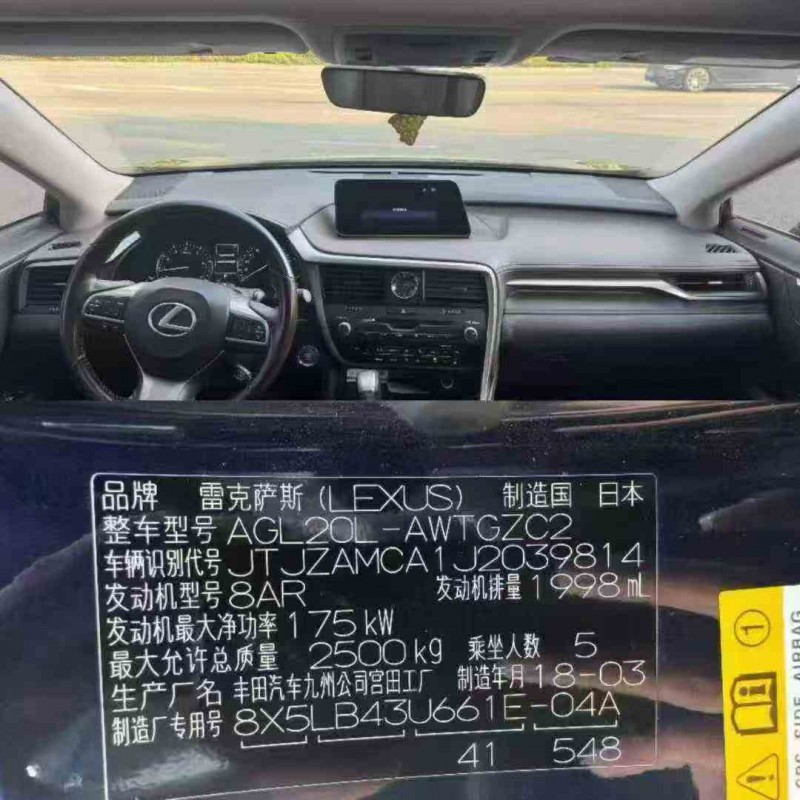 品牌 雷克萨斯 (LEXUS) 制造国 日本
整车型号 AGL20L-AWTGZC2
车辆识别代号 JTJZAMCA1J2039814
发动机型号 8AR 发动机排量 1998 mL
发动机最大净功率 175 kW
最大允许总质量 2500 kg 乘坐人数 5
生产厂名 丰田汽车九州公司宫田工厂 制造年月 18-03
制造厂专用号 8X5LB43U661E-04A
41 548
1
SRS SIDE AIRBAG